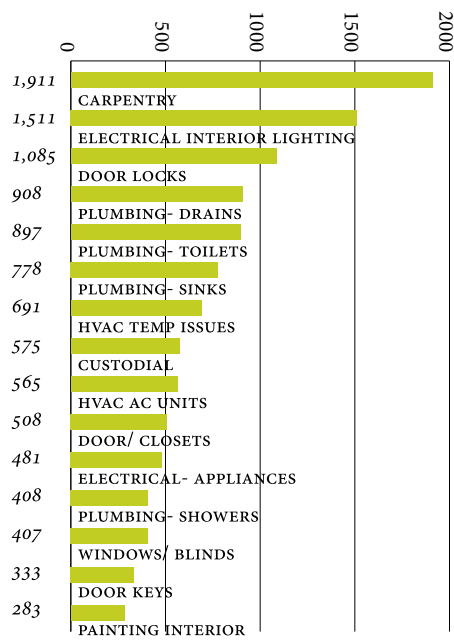 0 500 1000 1500 2000
1,911
CARPENTRY
1,511
ELECTRICAL INTERIOR LIGHTING
1,085
DOOR LOCKS
908
PLUMBING- DRAINS
897
PLUMBING- TOILETS
778
PLUMBING- SINKS
691
HVAC TEMP ISSUES
575
CUSTODIAL
565
HVAC AC UNITS
508
DOOR/ CLOSETS
481
ELECTRICAL- APPLIANCES
408
PLUMBING- SHOWERS
407
WINDOWS/ BLINDS
333
DOOR KEYS
283
PAINTING INTERIOR